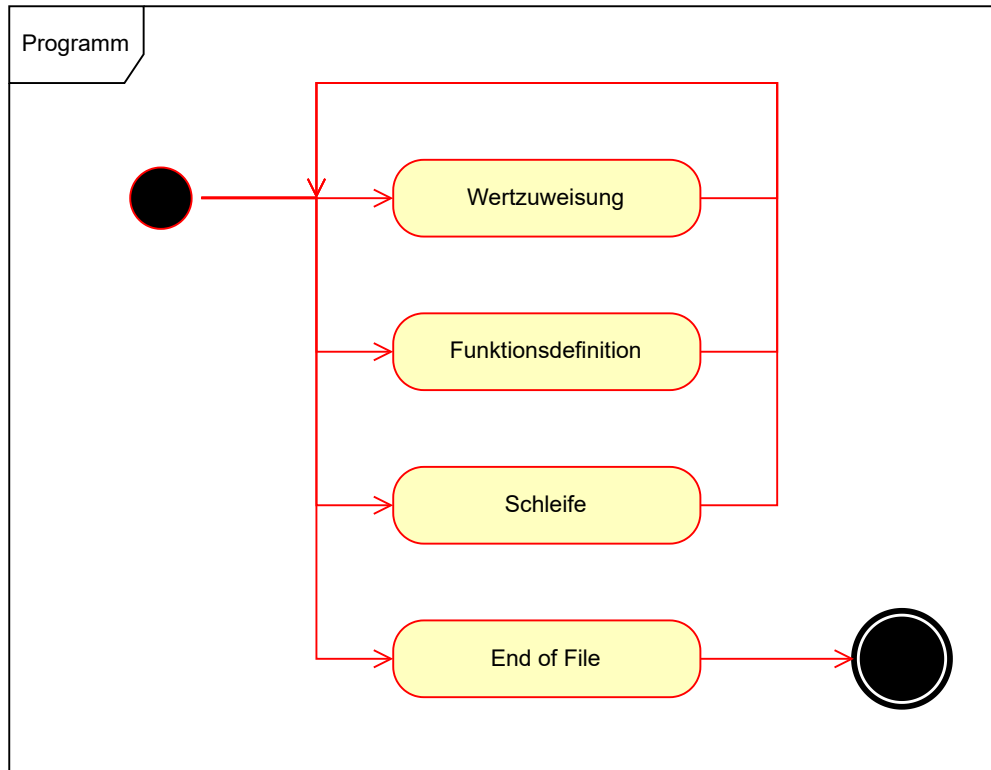 Programm
Wertzuweisung
Funktionsdefinition
Schleife
End of File